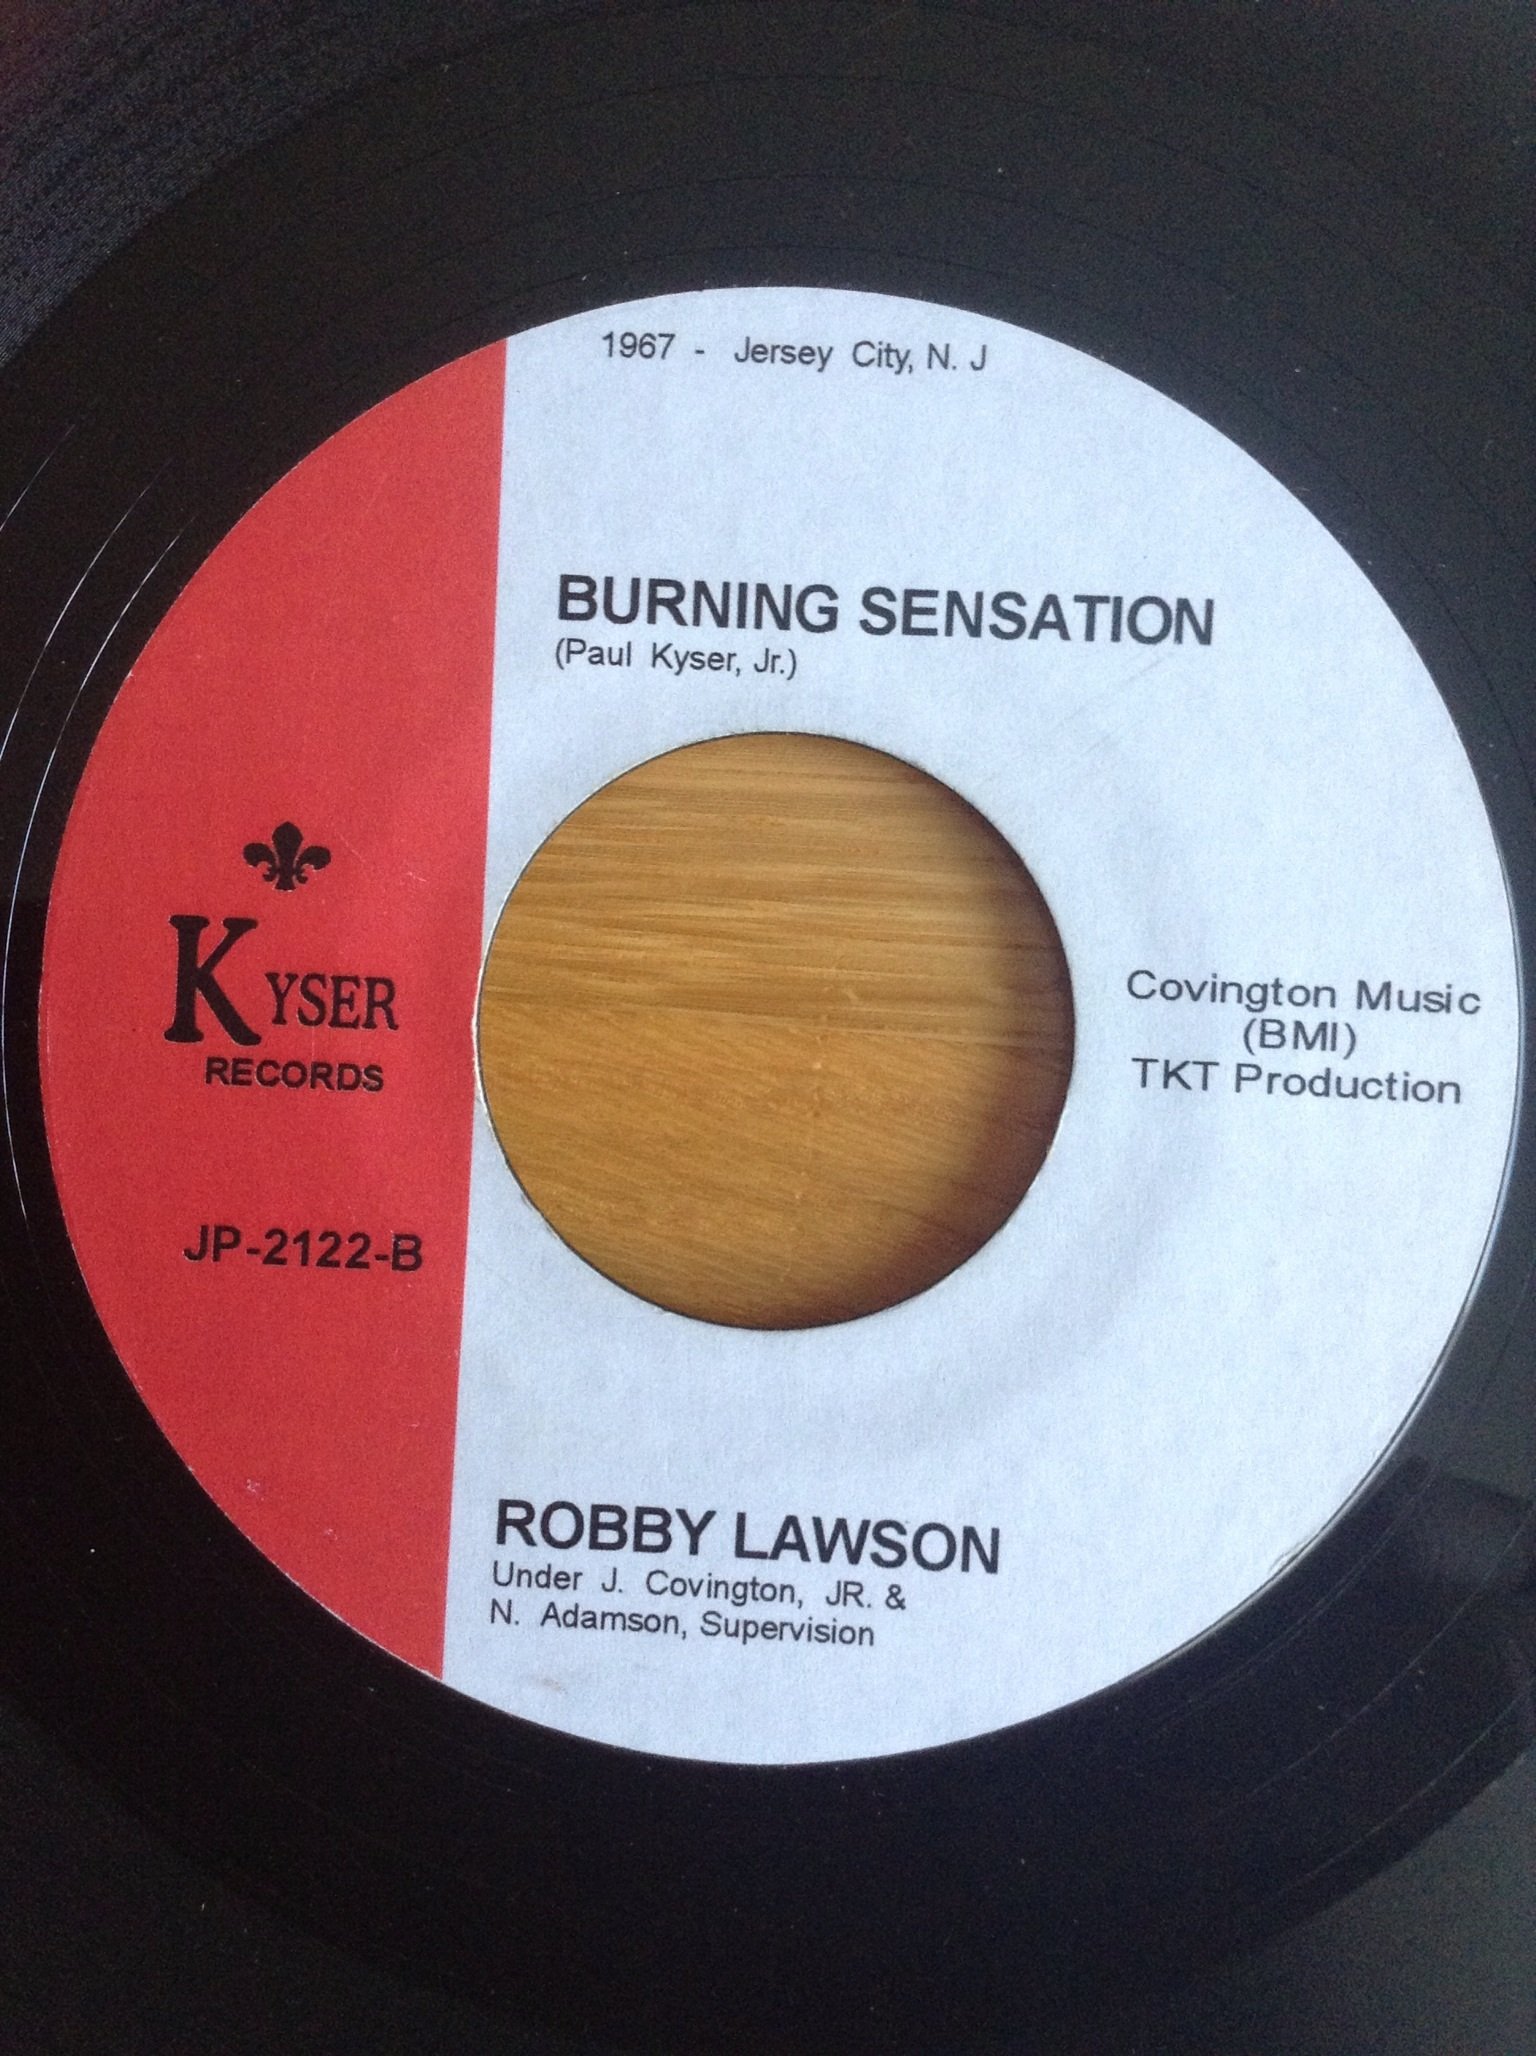 1967 - Jersey City, N. J
BURNING SENSATION
(Paul Kyser, Jr.)
KYSER
RECORDS
Covington Music
(BMI)
TKT Production
JP-2122-B
ROBBY LAWSON
Under J. Covington, JR. &
N. Adamson, Supervision